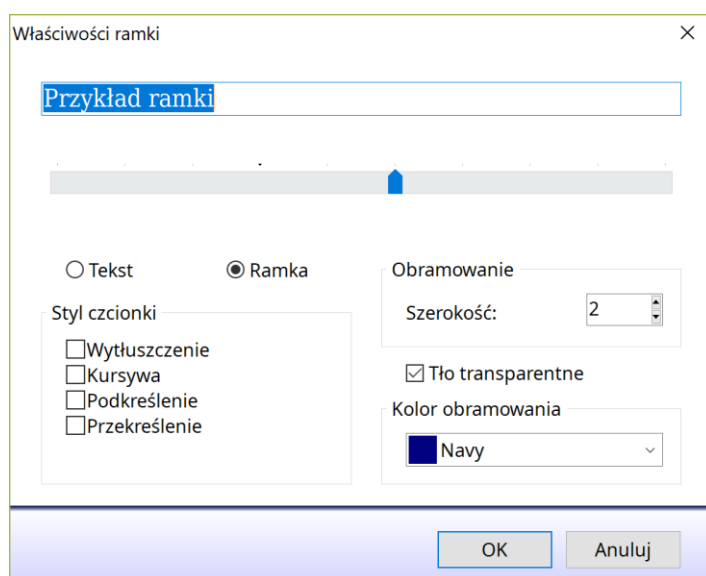 Właściwości ramki
Przykład ramki
Tekst
Ramka
Styl czcionki
Wytłuszczenie
Kursywa
Podkreślenie
Przekreślenie
Obramowanie
Szerokość: 2
Tło transparentne
Kolor obramowania
Navy
OK
Anuluj